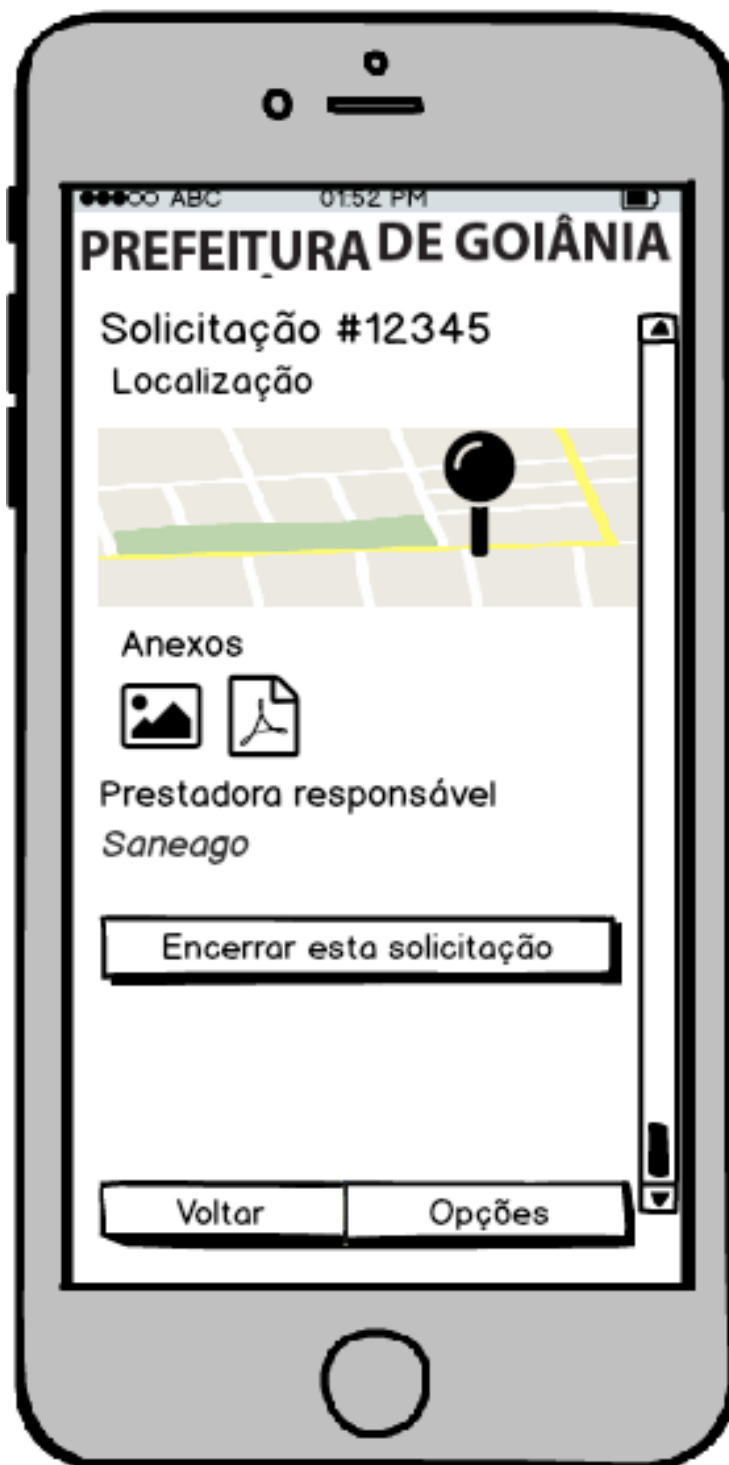 ABC 01:52 PM
PREFEITURA DE GOIÂNIA
Solicitação #12345
Localização
Anexos
Prestadora responsável
Saneago
Encerrar esta solicitação
Voltar Opções